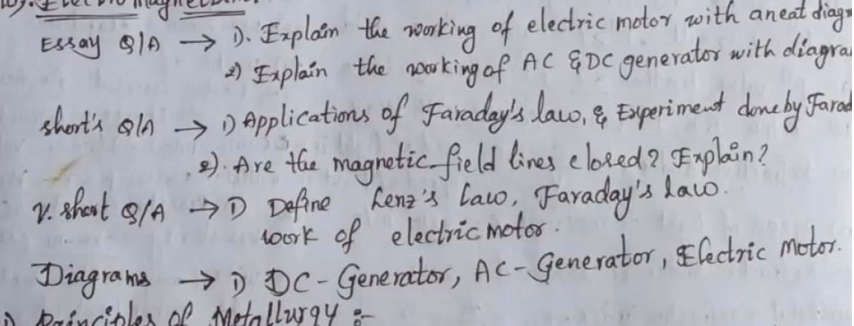 Electromagnetism
Essay Q/A → 1). Explain the working of electric motor with a neat diagr
2) Explain the working of AC & DC generator with diagra
short's Q/A → 1) Applications of Faraday's law, & Experiment done by Farad
2). Are the magnetic field lines closed? Explain?
V. short Q/A → 1) Define Lenz's Law, Faraday's law.
work of electric motor.
Diagrams → 1) DC-Generator, AC-Generator, Electric Motor.
Principles of Metallurgy :-